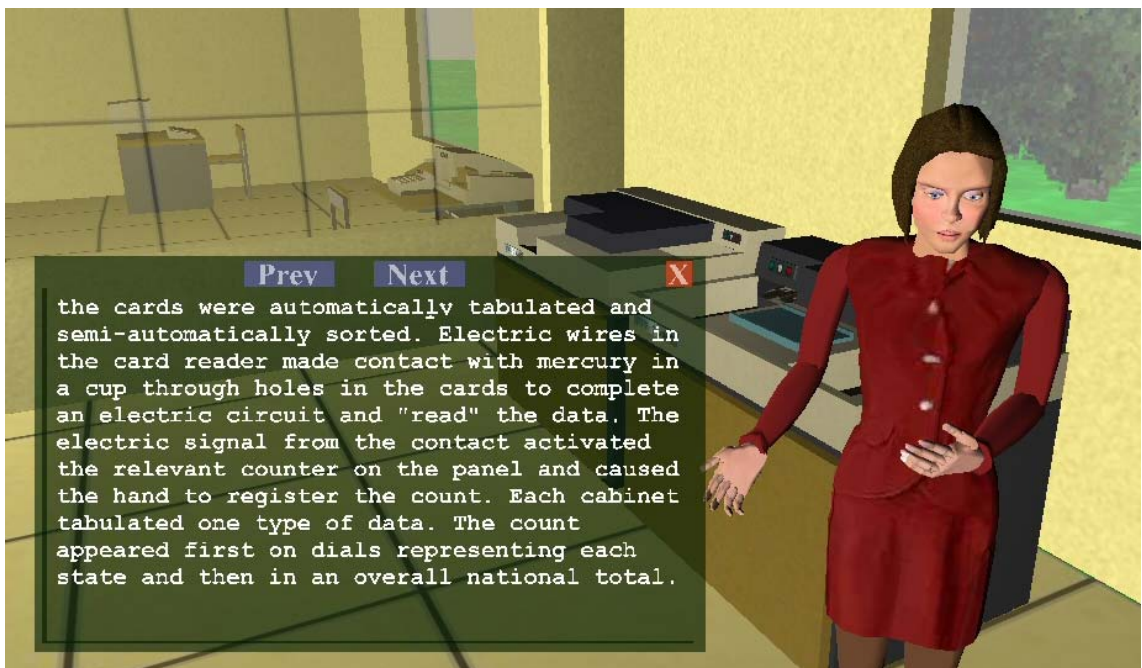 Prev Next X
the cards were automatically tabulated and
semi-automatically sorted. Electric wires in
the card reader made contact with mercury in
a cup through holes in the cards to complete
an electric circuit and "read" the data. The
electric signal from the contact activated
the relevant counter on the panel and caused
the hand to register the count. Each cabinet
tabulated one type of data. The count
appeared first on dials representing each
state and then in an overall national total.